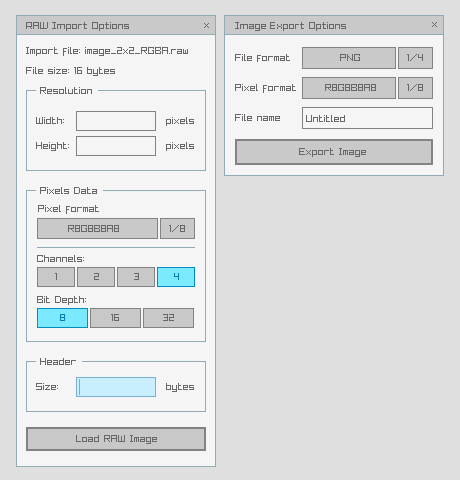 RAW Import Options
Import file: image_2x2_RGBA.raw
File size: 16 bytes
Resolution
Width: pixels
Height: pixels
Pixels Data
Pixel format
R8G8B8A8 1/8
Channels:
1 2 3 4
Bit Depth:
8 16 32
Header
Size: bytes
Load RAW Image
Image Export Options
File format PNG 1/4
Pixel format R8G8B8A8 1/8
File name Untitled
Export Image